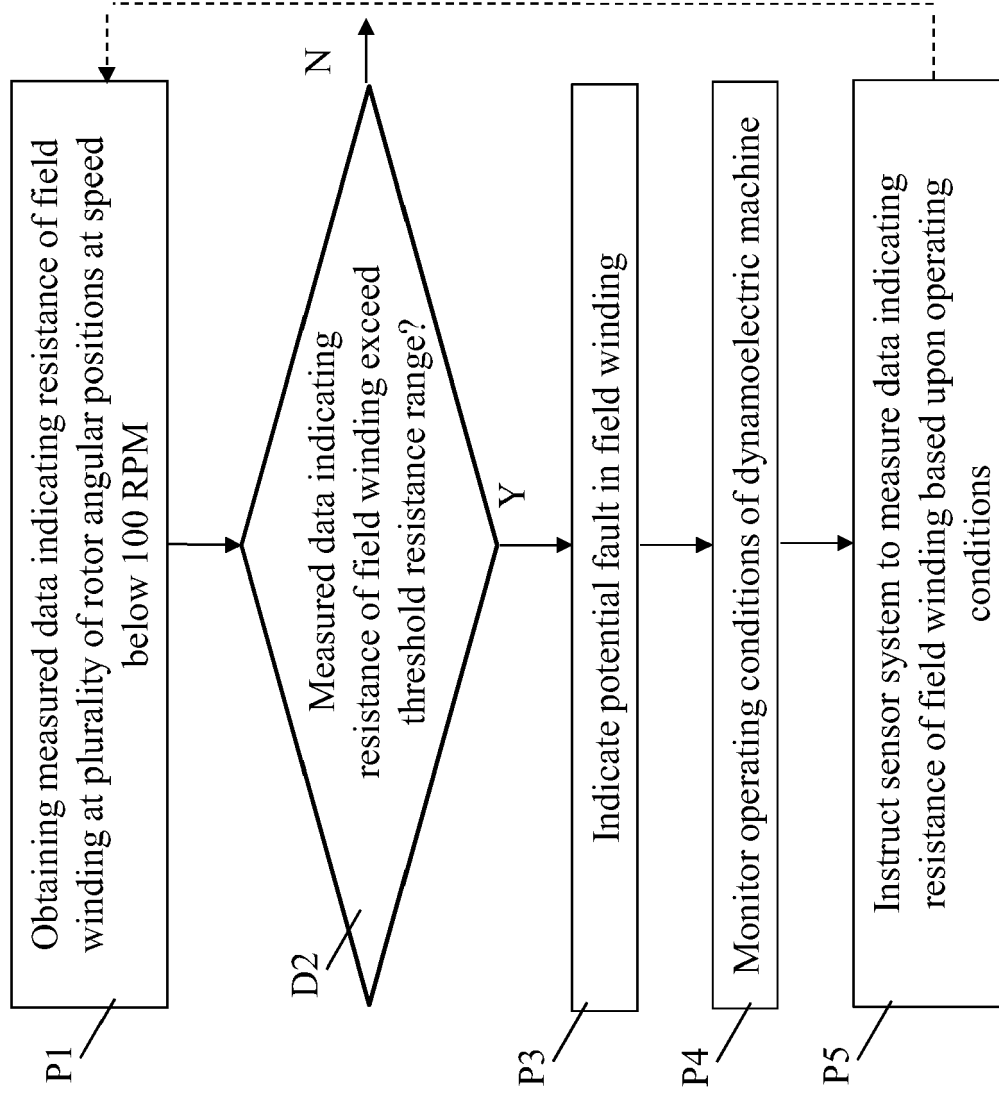 P1
Obtaining measured data indicating resistance of field
winding at plurality of rotor angular positions at speed
below 100 RPM
D2
Measured data indicating
resistance of field winding exceed
threshold resistance range?
N
Y
P3
Indicate potential fault in field winding
P4
Monitor operating conditions of dynamoelectric machine
P5
Instruct sensor system to measure data indicating
resistance of field winding based upon operating
conditions